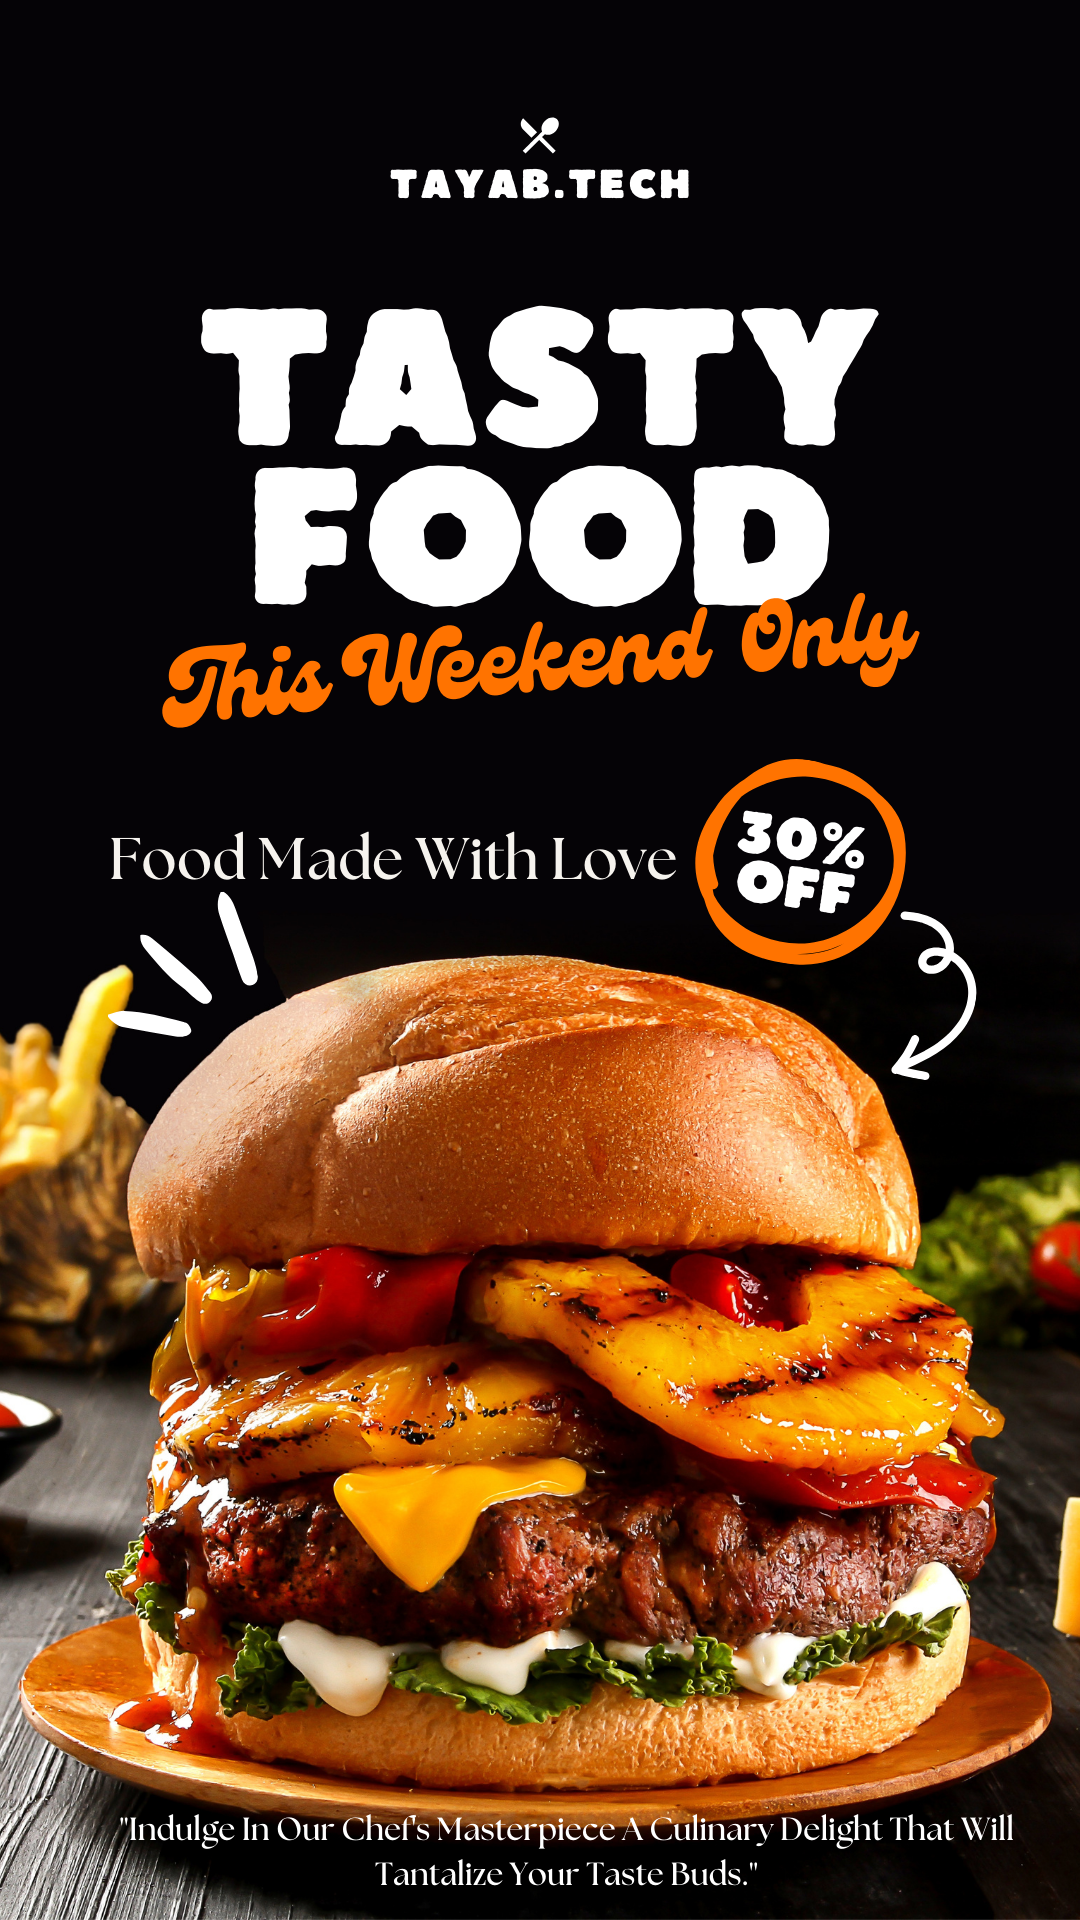 TAYAB.TECH
TASTY
FOOD
This Weekend Only
Food Made With Love
30%
OFF
"Indulge In Our Chef's Masterpiece A Culinary Delight That Will
Tantalize Your Taste Buds."